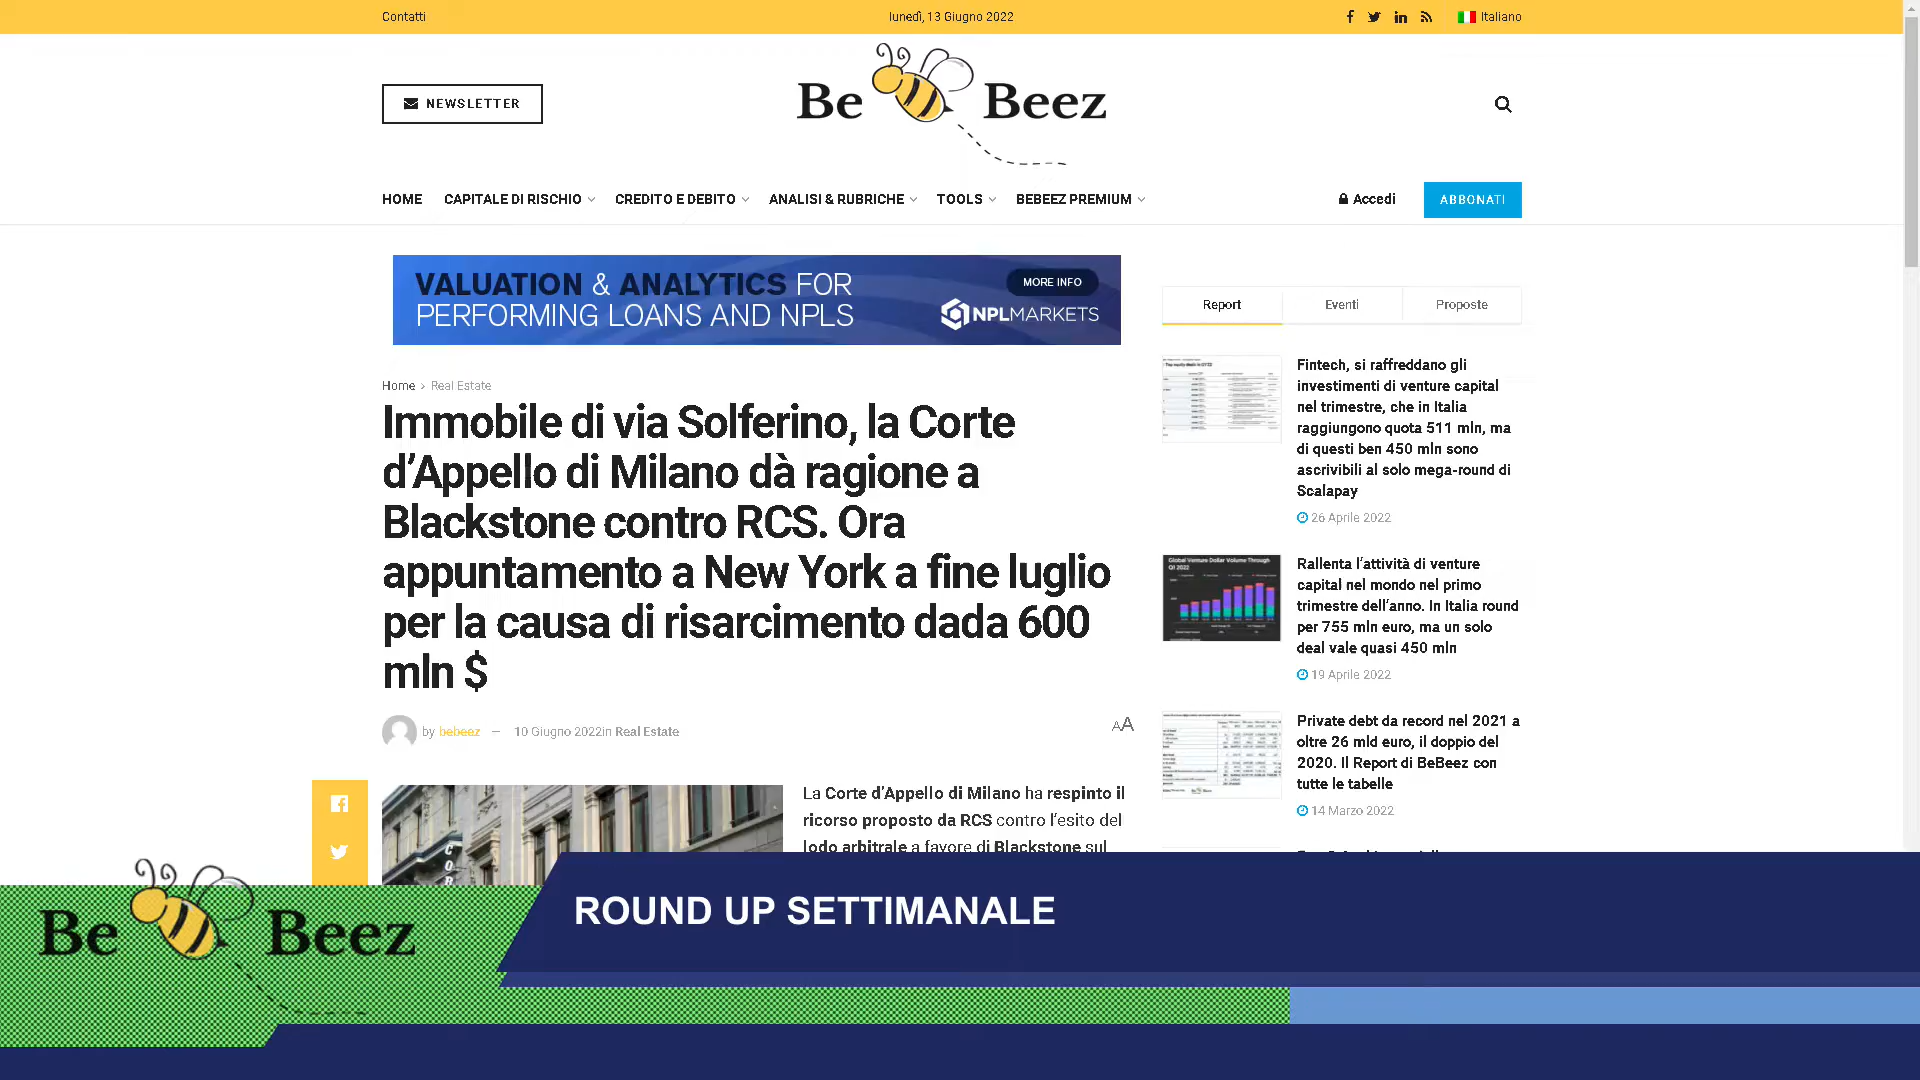 Contatti
lunedì, 13 Giugno 2022
Italiano
NEWSLETTER
Be Beez
HOME
CAPITALE DI RISCHIO
CREDITO E DEBITO
ANALISI & RUBRICHE
TOOLS
BEBEEZ PREMIUM
Accedi
ABBONATI
VALUATION & ANALYTICS FOR
PERFORMING LOANS AND NPLS
MORE INFO
NPLMARKETS
Home > Real Estate
Immobile di via Solferino, la Corte
d’Appello di Milano dà ragione a
Blackstone contro RCS. Ora
appuntamento a New York a fine luglio
per la causa di risarcimento dada 600
mln $
by bebeez — 10 Giugno 2022in Real Estate
AA
La Corte d’Appello di Milano ha respinto il
ricorso proposto da RCS contro l’esito del
lodo arbitrale a favore di Blackstone sul
Report
Eventi
Proposte
Fintech, si raffreddano gli
investimenti di venture capital
nel trimestre, che in Italia
raggiungono quota 511 mln, ma
di questi ben 450 mln sono
ascrivibili al solo mega-round di
Scalapay
26 Aprile 2022
Global Venture Dollar Volume Through
Q1 2022
Rallenta l’attività di venture
capital nel mondo nel primo
trimestre dell’anno. In Italia round
per 755 mln euro, ma un solo
deal vale quasi 450 mln
19 Aprile 2022
Private debt da record nel 2021 a
oltre 26 mld euro, il doppio del
2020. Il Report di BeBeez con
tutte le tabelle
14 Marzo 2022
Be Beez
ROUND UP SETTIMANALE